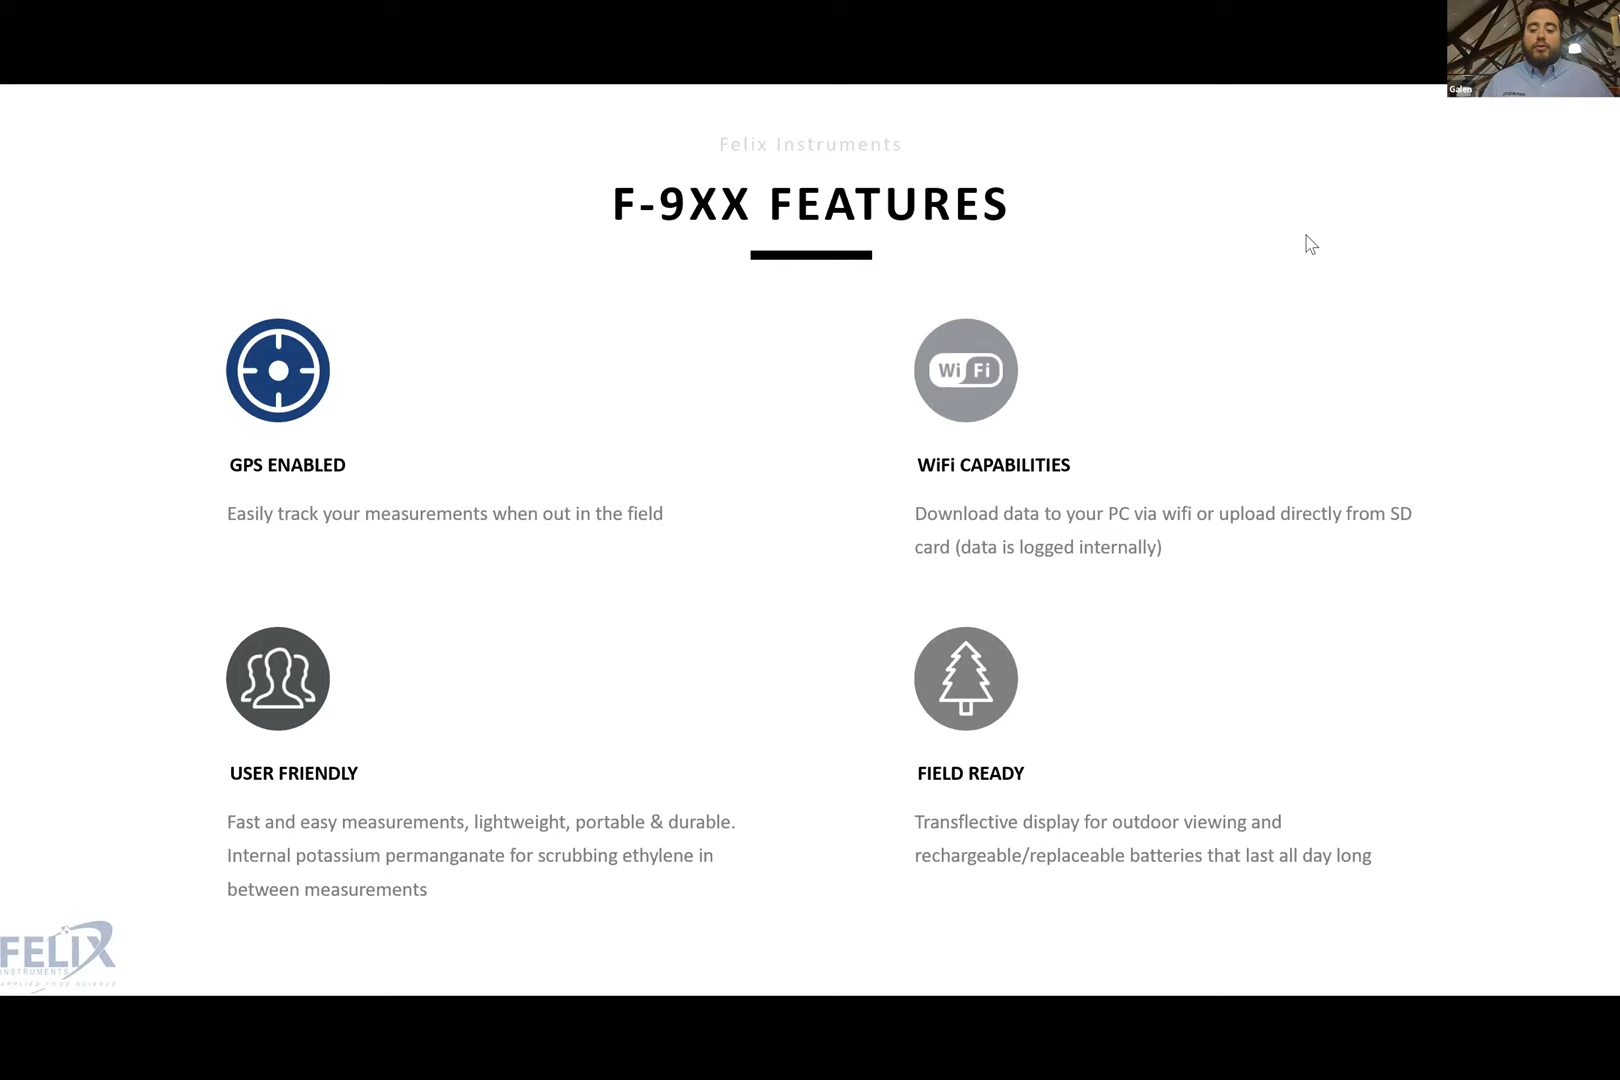 Galen
Felix Instruments
F-9XX FEATURES
Wi Fi
GPS ENABLED
Easily track your measurements when out in the field
WiFi CAPABILITIES
Download data to your PC via wifi or upload directly from SD
card (data is logged internally)
USER FRIENDLY
Fast and easy measurements, lightweight, portable & durable.
Internal potassium permanganate for scrubbing ethylene in
between measurements
FIELD READY
Transflective display for outdoor viewing and
rechargeable/replaceable batteries that last all day long
FELIX
INSTRUMENTS
APPLIED FOOD SCIENCE